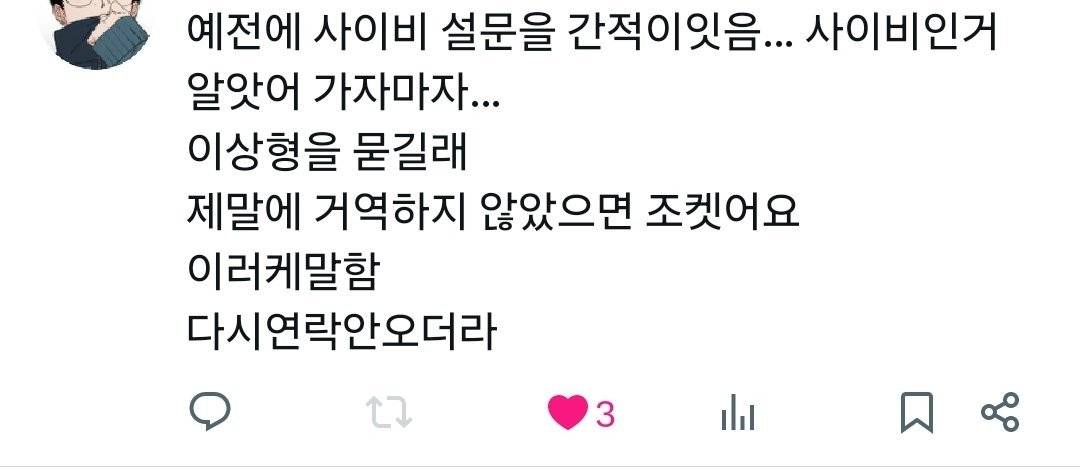 예전에 사이비 설문을 간적이잇음... 사이비인거
알앗어 가자마자...
이상형을 묻길래
제말에 거역하지 않았으면 조켓어요
이러케말함
다시연락안오더라
3